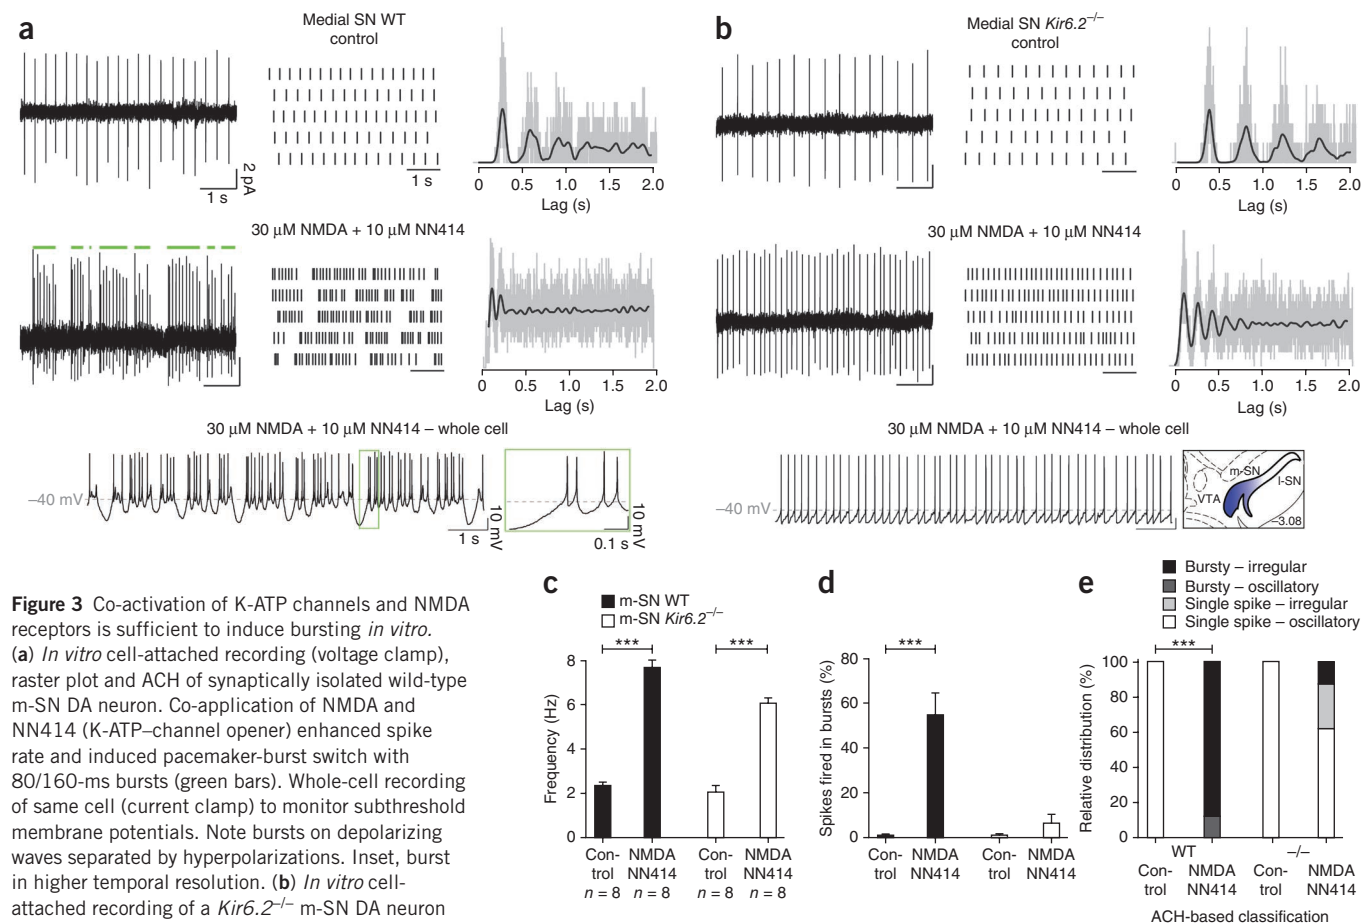 a
Medial SN WT
control
2 pA
1 s
1 s
0 0.5 1.0 1.5 2.0
Lag (s)
30 µM NMDA + 10 µM NN414
0 0.5 1.0 1.5 2.0
Lag (s)
30 µM NMDA + 10 µM NN414 – whole cell
–40 mV
10 mV
1 s
10 mV
0.1 s
b
Medial SN Kir6.2–/–
control
0 0.5 1.0 1.5 2.0
Lag (s)
30 µM NMDA + 10 µM NN414
0 0.5 1.0 1.5 2.0
Lag (s)
30 µM NMDA + 10 µM NN414 – whole cell
–40 mV
m-SN
l-SN
VTA
–3.08
Figure 3 Co-activation of K-ATP channels and NMDA
receptors is sufficient to induce bursting in vitro.
(a) In vitro cell-attached recording (voltage clamp),
raster plot and ACH of synaptically isolated wild-type
m-SN DA neuron. Co-application of NMDA and
NN414 (K-ATP–channel opener) enhanced spike
rate and induced pacemaker-burst switch with
80/160-ms bursts (green bars). Whole-cell recording
of same cell (current clamp) to monitor subthreshold
membrane potentials. Note bursts on depolarizing
waves separated by hyperpolarizations. Inset, burst
in higher temporal resolution. (b) In vitro cell-
attached recording of a Kir6.2–/– m-SN DA neuron
c
m-SN WT
m-SN Kir6.2–/–
*** ***
Frequency (Hz)
8
6
4
2
0
Con- NMDA Con- NMDA
trol NN414 trol NN414
n = 8 n = 8 n = 8 n = 8
d
***
Spikes fired in bursts (%)
80
60
40
20
0
Con- NMDA Con- NMDA
trol NN414 trol NN414
e
Bursty – irregular
Bursty – oscillatory
Single spike – irregular
Single spike – oscillatory
***
Relative distribution (%)
100
80
60
40
20
0
WT –/–
Con- NMDA Con- NMDA
trol NN414 trol NN414
ACH-based classification